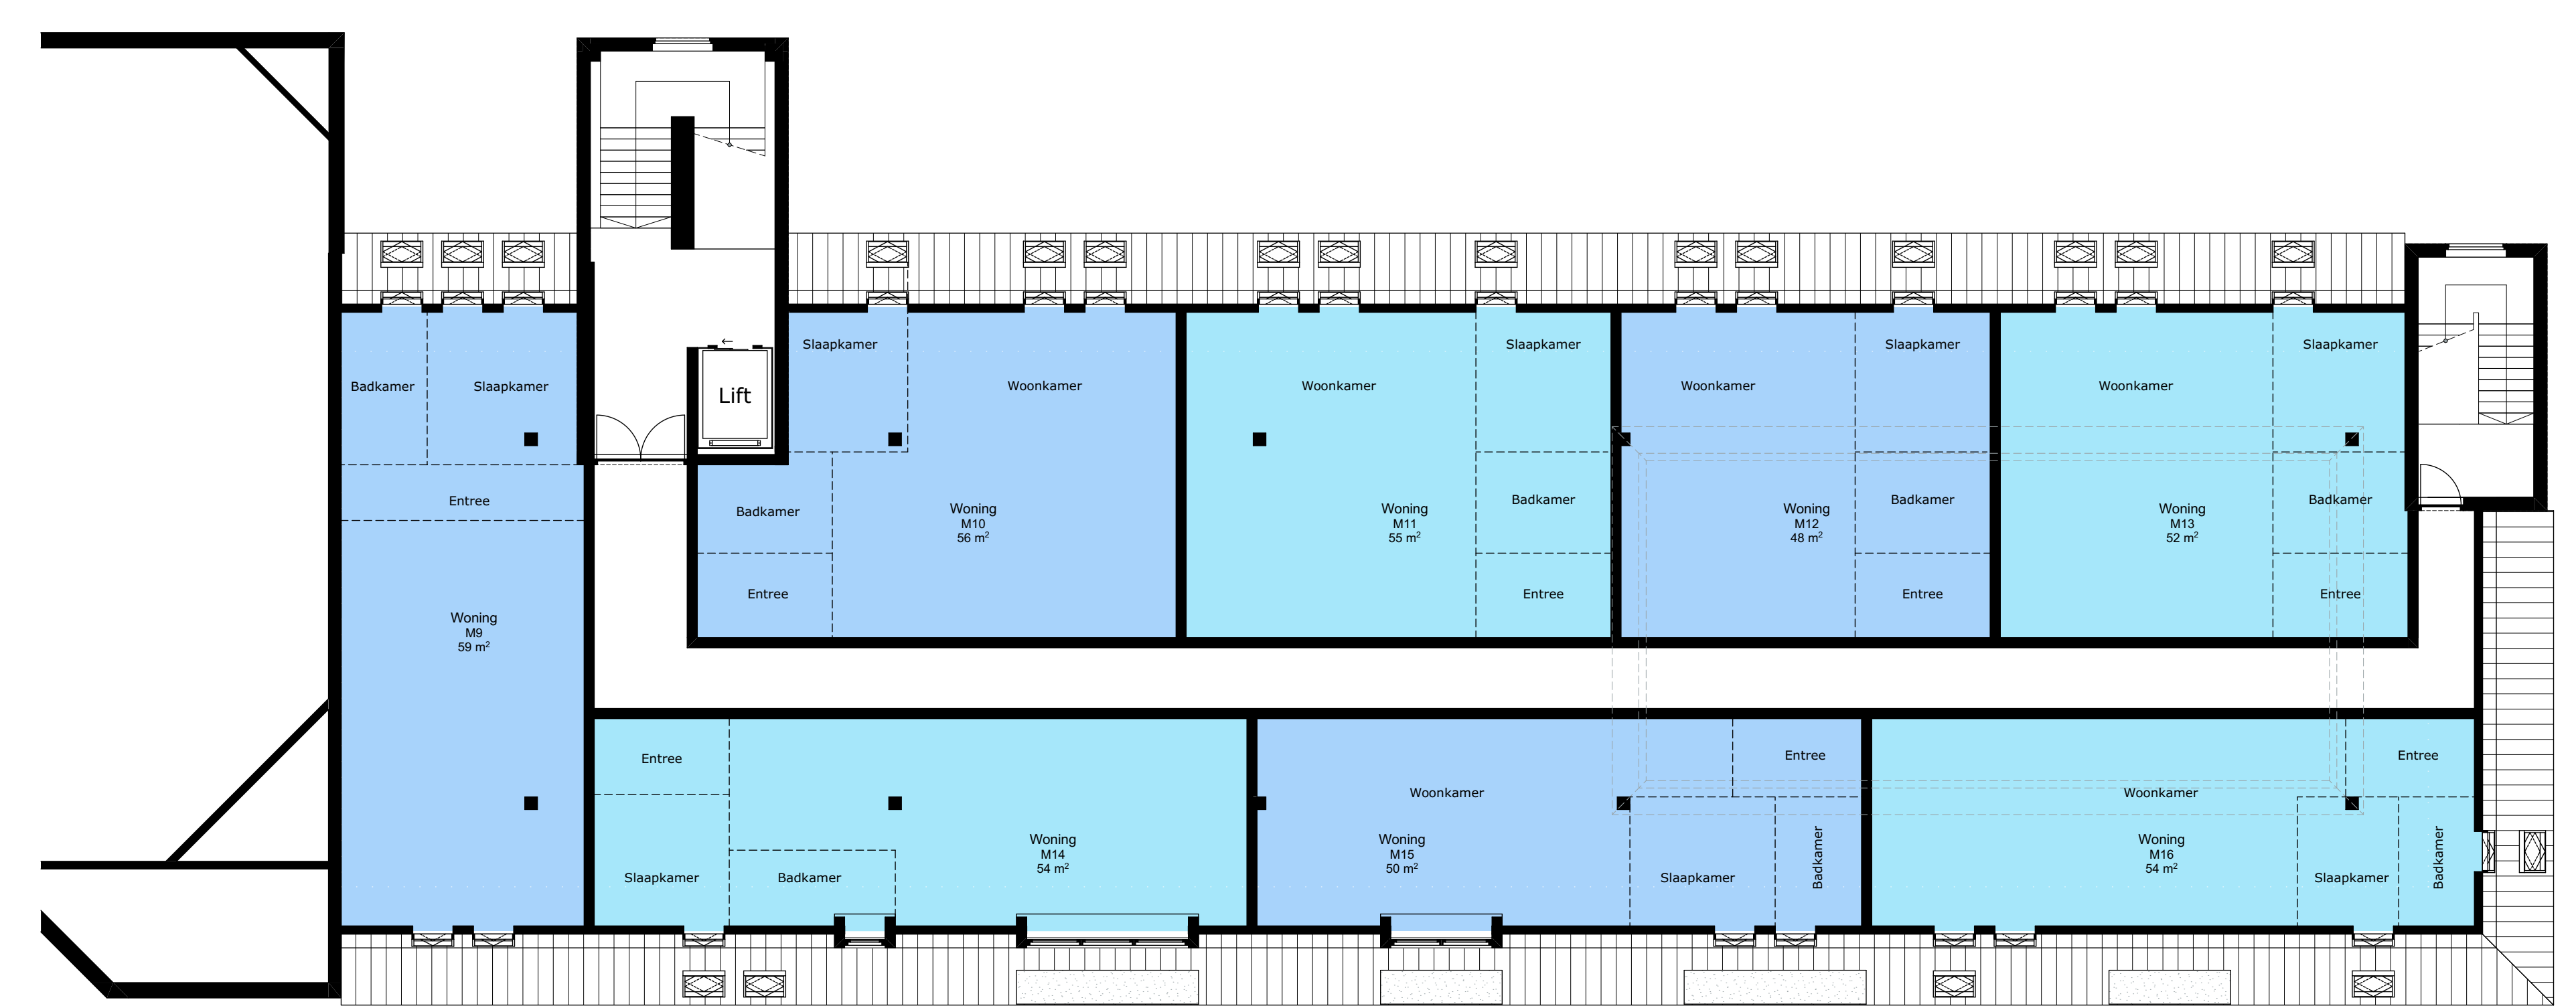 Badkamer
Slaapkamer
Entree
Woning
M9
59 m²
Lift
Slaapkamer
Woonkamer
Badkamer
Entree
Woning
M10
56 m²
Woonkamer
Slaapkamer
Badkamer
Entree
Woning
M11
55 m²
Woonkamer
Slaapkamer
Badkamer
Entree
Woning
M12
48 m²
Woonkamer
Slaapkamer
Badkamer
Entree
Woning
M13
52 m²
Entree
Slaapkamer
Badkamer
Woning
M14
54 m²
Woonkamer
Entree
Woning
M15
50 m²
Slaapkamer
Badkamer
Woonkamer
Entree
Woning
M16
54 m²
Slaapkamer
Badkamer